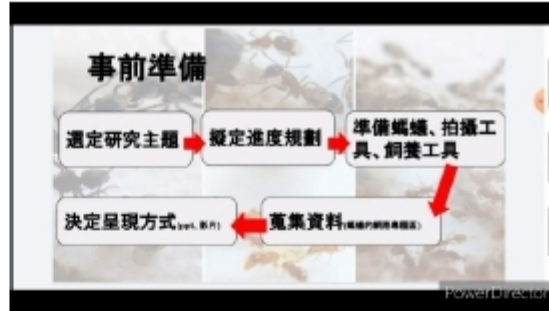 事前準備
選定研究主題
擬定進度規劃
準備螞蟻、拍攝工
具、飼養工具
決定呈現方式(ppt, 影片)
蒐集資料
PowerDirector